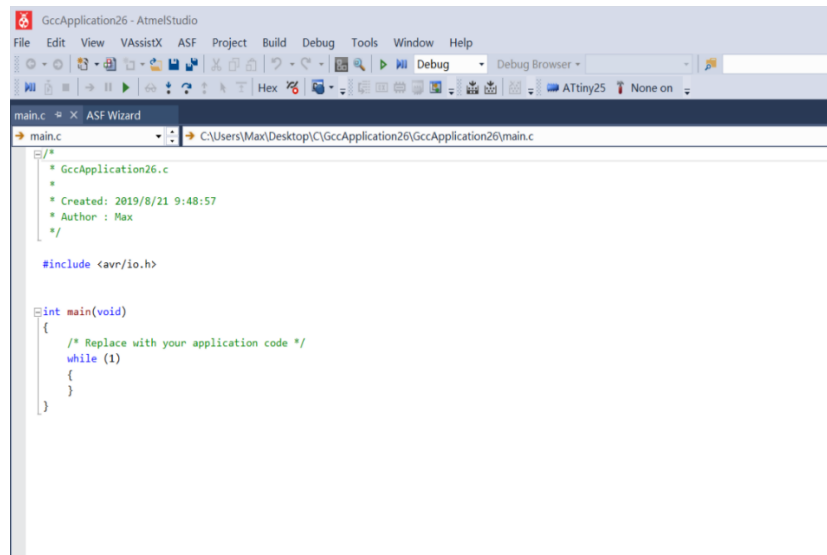 GccApplication26 - AtmelStudio
File Edit View VAssistX ASF Project Build Debug Tools Window Help
Debug Debug Browser
Hex ATtiny25 None on
main.c ASF Wizard
main.c C:\Users\Max\Desktop\C\GccApplication26\GccApplication26\main.c
/*
* GccApplication26.c
*
* Created: 2019/8/21 9:48:57
* Author : Max
*/
#include <avr/io.h>
int main(void)
{
/* Replace with your application code */
while (1)
{
}
}